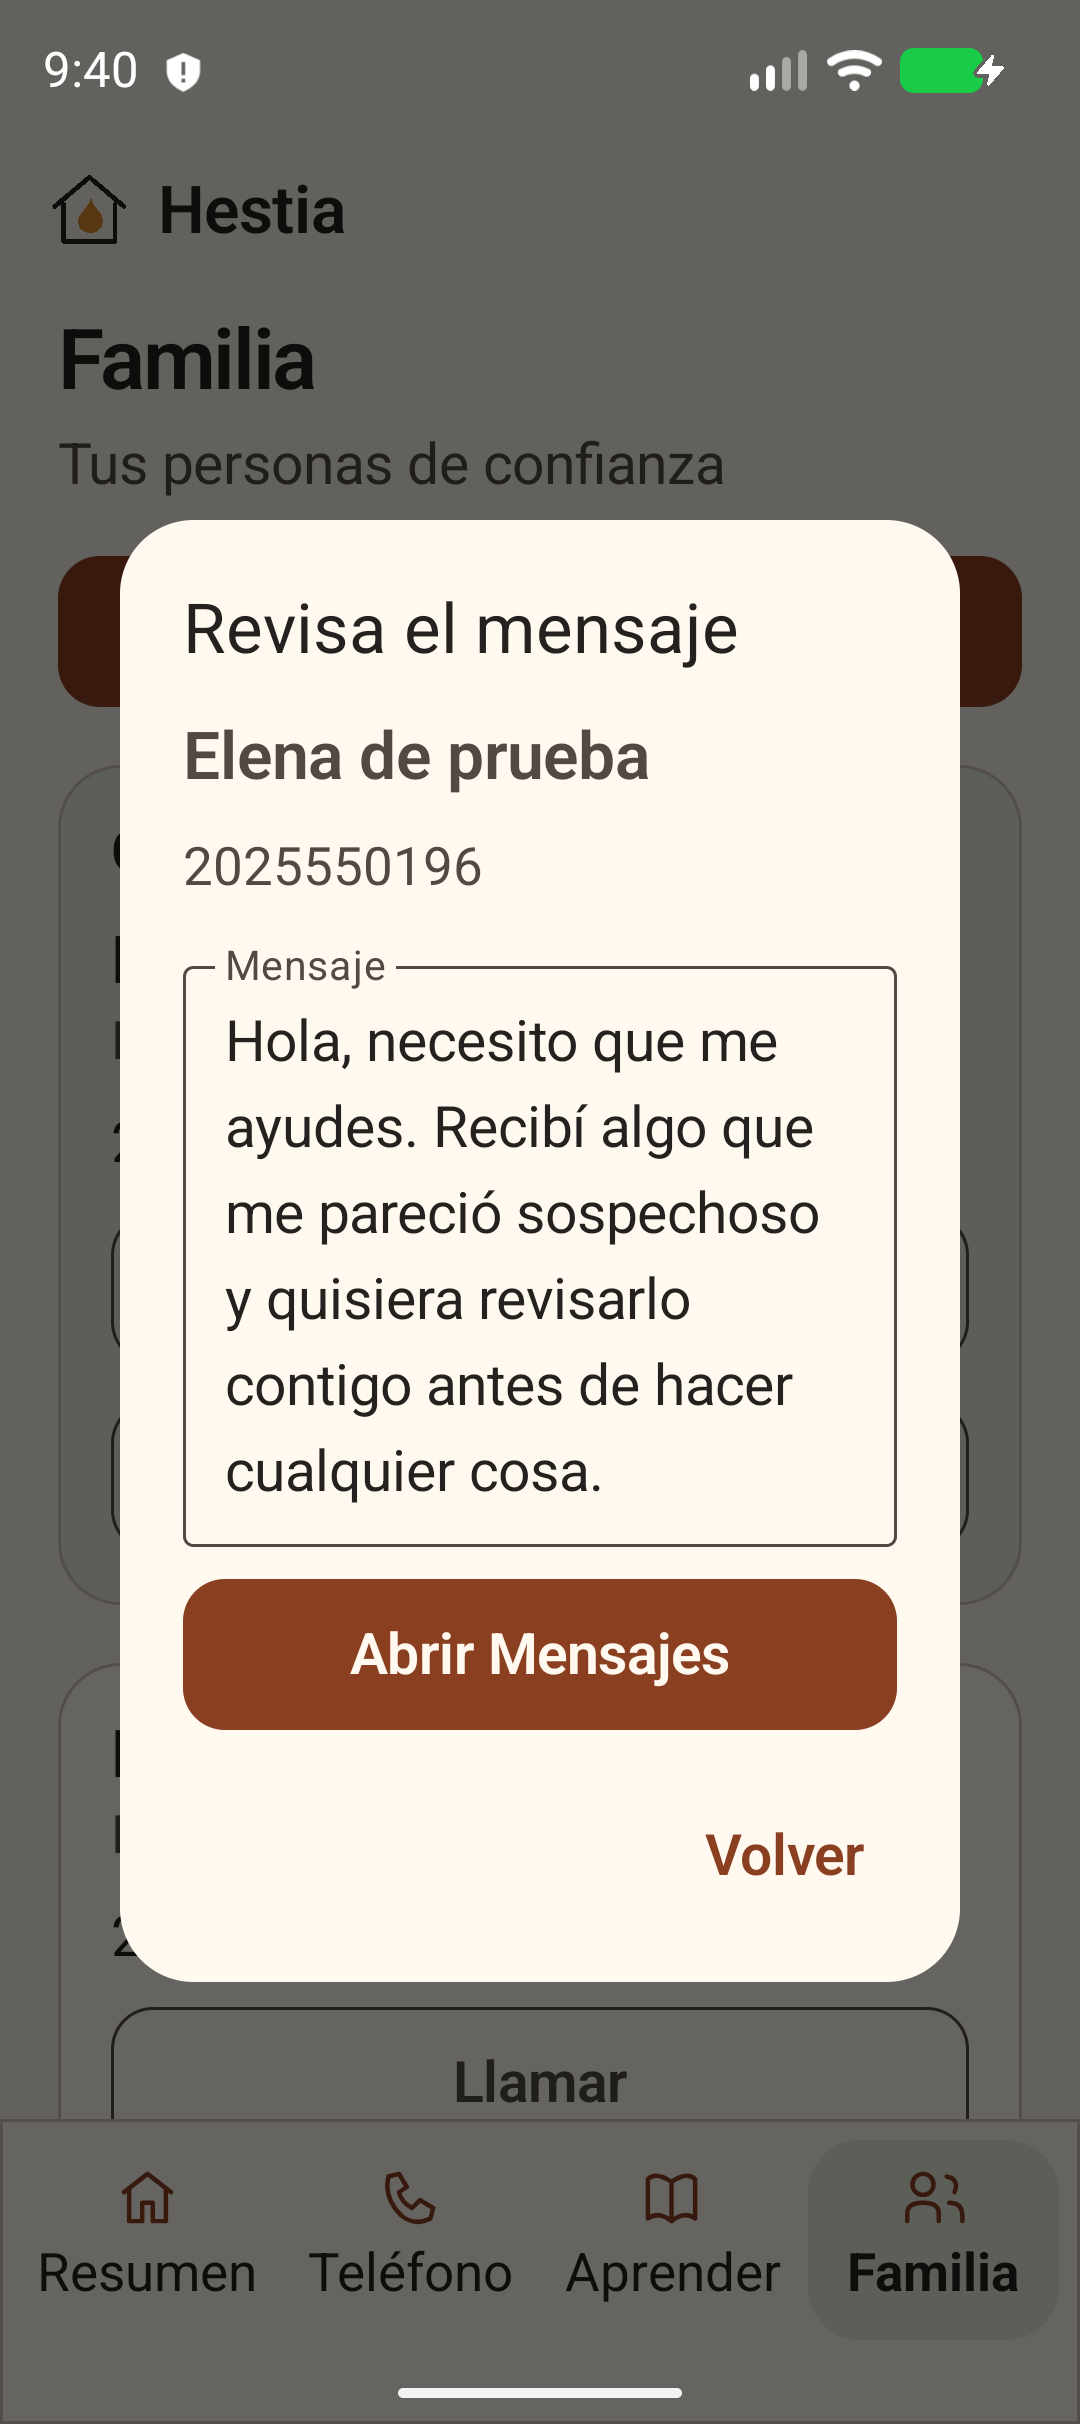 9:40
Hestia
Familia
Tus personas de confianza
Revisa el mensaje
Elena de prueba
2025550196
Mensaje
Hola, necesito que me
ayudes. Recibí algo que
me pareció sospechoso
y quisiera revisarlo
contigo antes de hacer
cualquier cosa.
Abrir Mensajes
Volver
Llamar
Resumen
Teléfono
Aprender
Familia